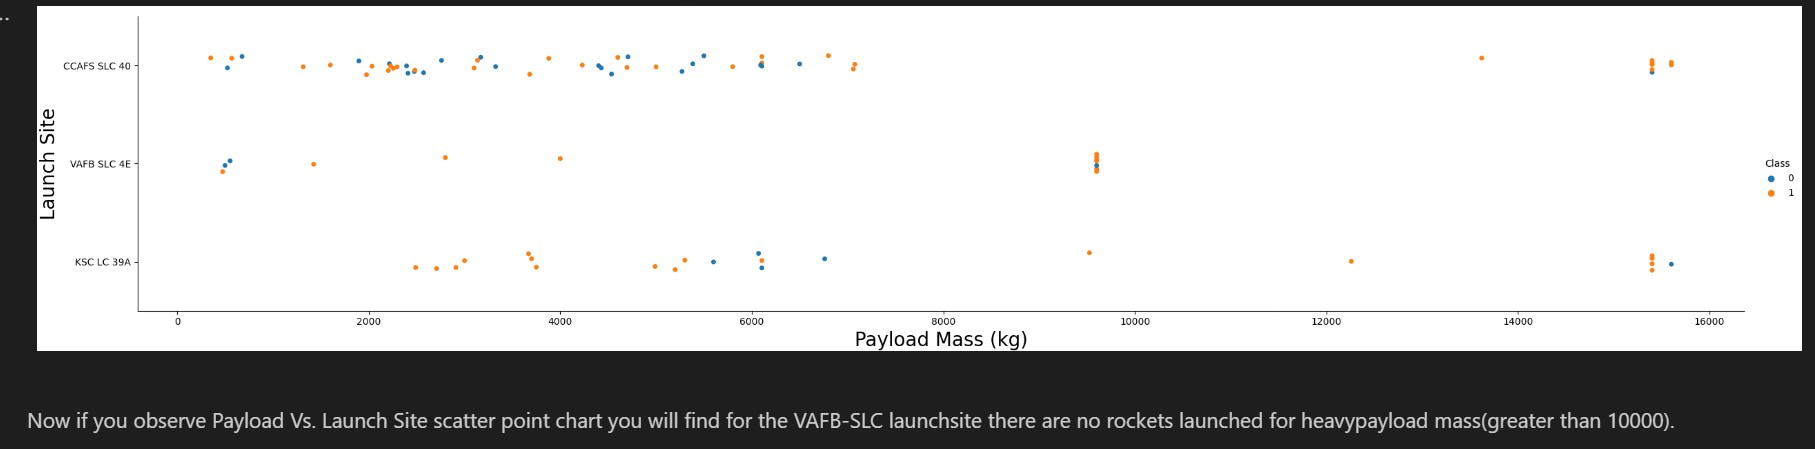 CCAFS SLC 40
VAFB SLC 4E
KSC LC 39A
Launch Site
0 2000 4000 6000 8000 10000 12000 14000 16000
Payload Mass (kg)
Class
0
1
Now if you observe Payload Vs. Launch Site scatter point chart you will find for the VAFB-SLC launchsite there are no rockets launched for heavypayload mass(greater than 10000).